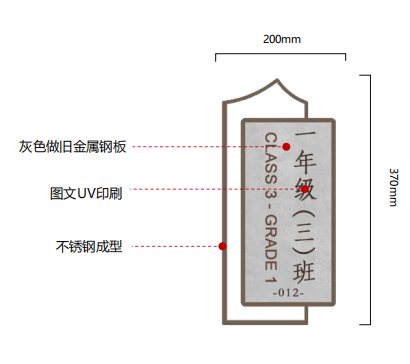 200mm
370mm
灰色做旧金属钢板
图文UV印刷
不锈钢成型
一年级（三）班
CLASS 3 - GRADE 1
-012-